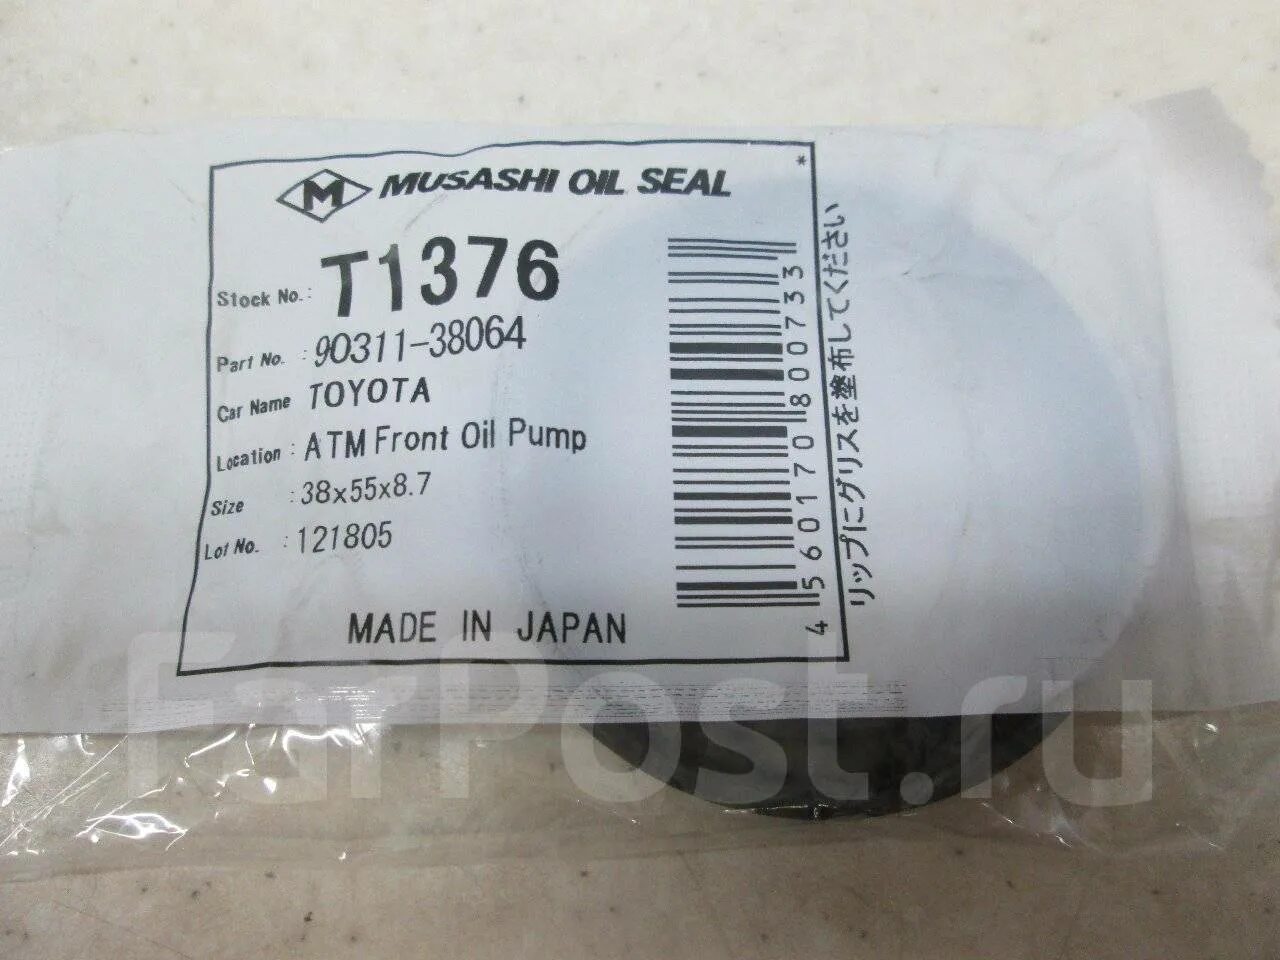 M MUSASHI OIL SEAL *
Stock No.: T1376
Part No. : 90311-38064
Car Name TOYOTA
Location : ATM Front Oil Pump
Size : 38x55x8.7
Lot No. : 121805
MADE IN JAPAN
4 560170 800733
リップにグリスを塗布してください
FarPost.ru